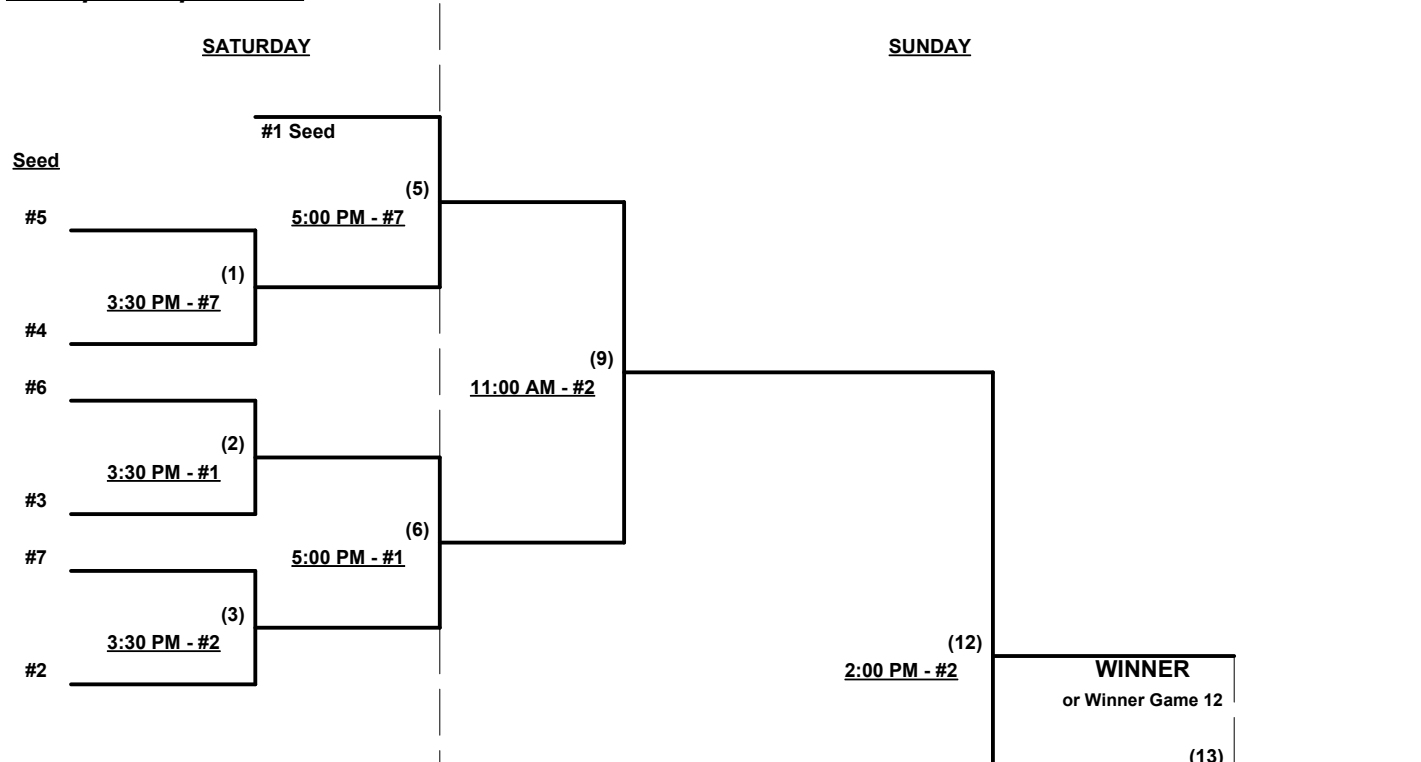 SATURDAY
SUNDAY
#1 Seed
Seed
(5)
#5
5:00 PM - #7
(1)
3:30 PM - #7
#4
(9)
#6
11:00 AM - #2
(2)
3:30 PM - #1
#3
(6)
#7
5:00 PM - #1
(3)
3:30 PM - #2
(12)
#2
2:00 PM - #2
WINNER
or Winner Game 12
(13)